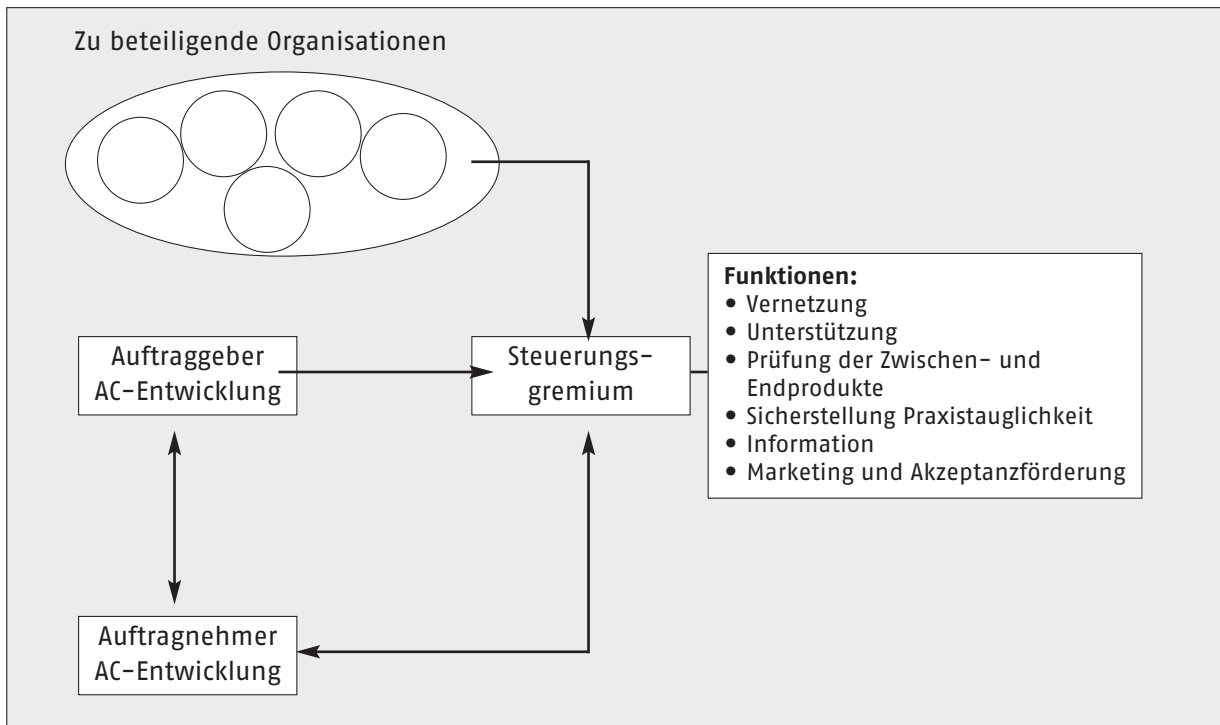 Zu beteiligende Organisationen
Auftraggeber
AC-Entwicklung
Steuerungs-
gremium
Funktionen:
• Vernetzung
• Unterstützung
• Prüfung der Zwischen- und
Endprodukte
• Sicherstellung Praxistauglichkeit
• Information
• Marketing und Akzeptanzförderung
Auftragnehmer
AC-Entwicklung